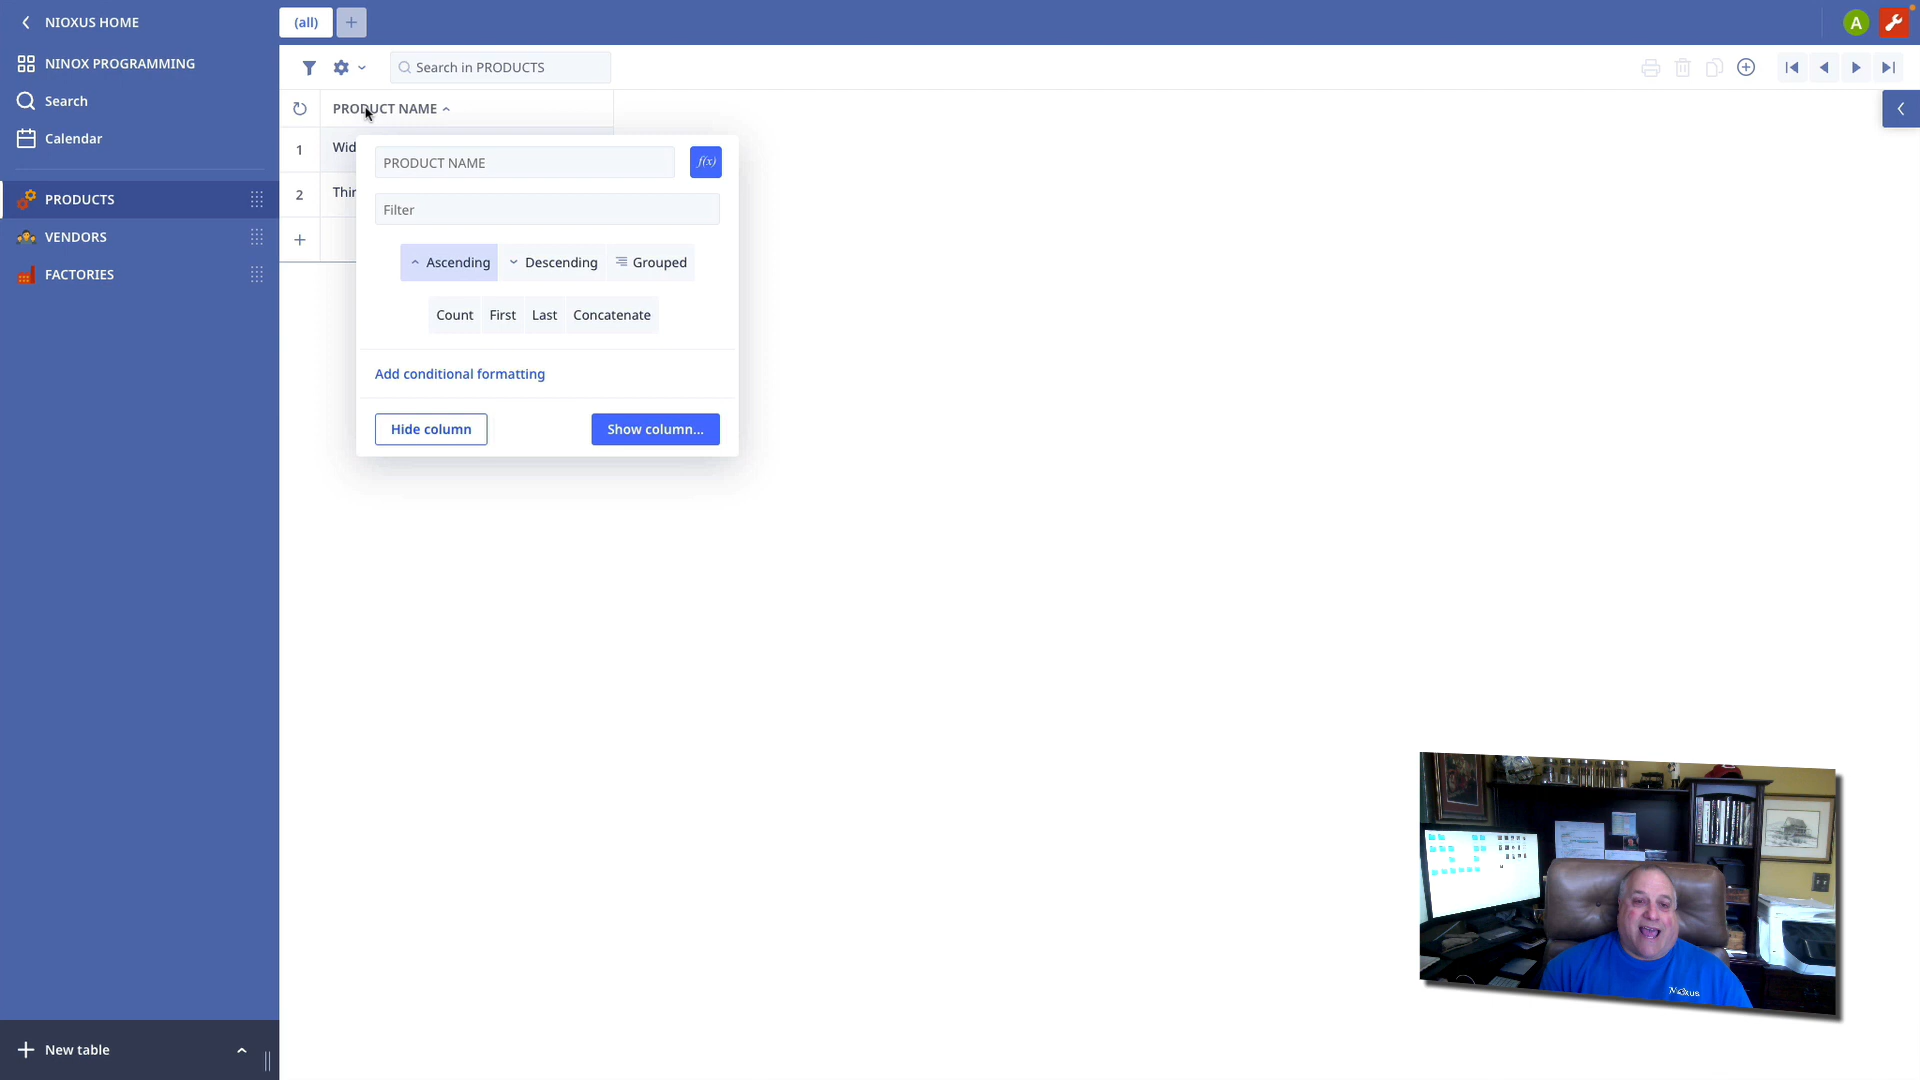 NIOXUS HOME
(all)
+
A
NINOX PROGRAMMING
Search in PRODUCTS
Search
PRODUCT NAME
Calendar
1 Wid
PRODUCT NAME
f(x)
2 Thin
Filter
PRODUCTS
VENDORS
FACTORIES
Ascending Descending Grouped
Count First Last Concatenate
Add conditional formatting
Hide column Show column...
New table